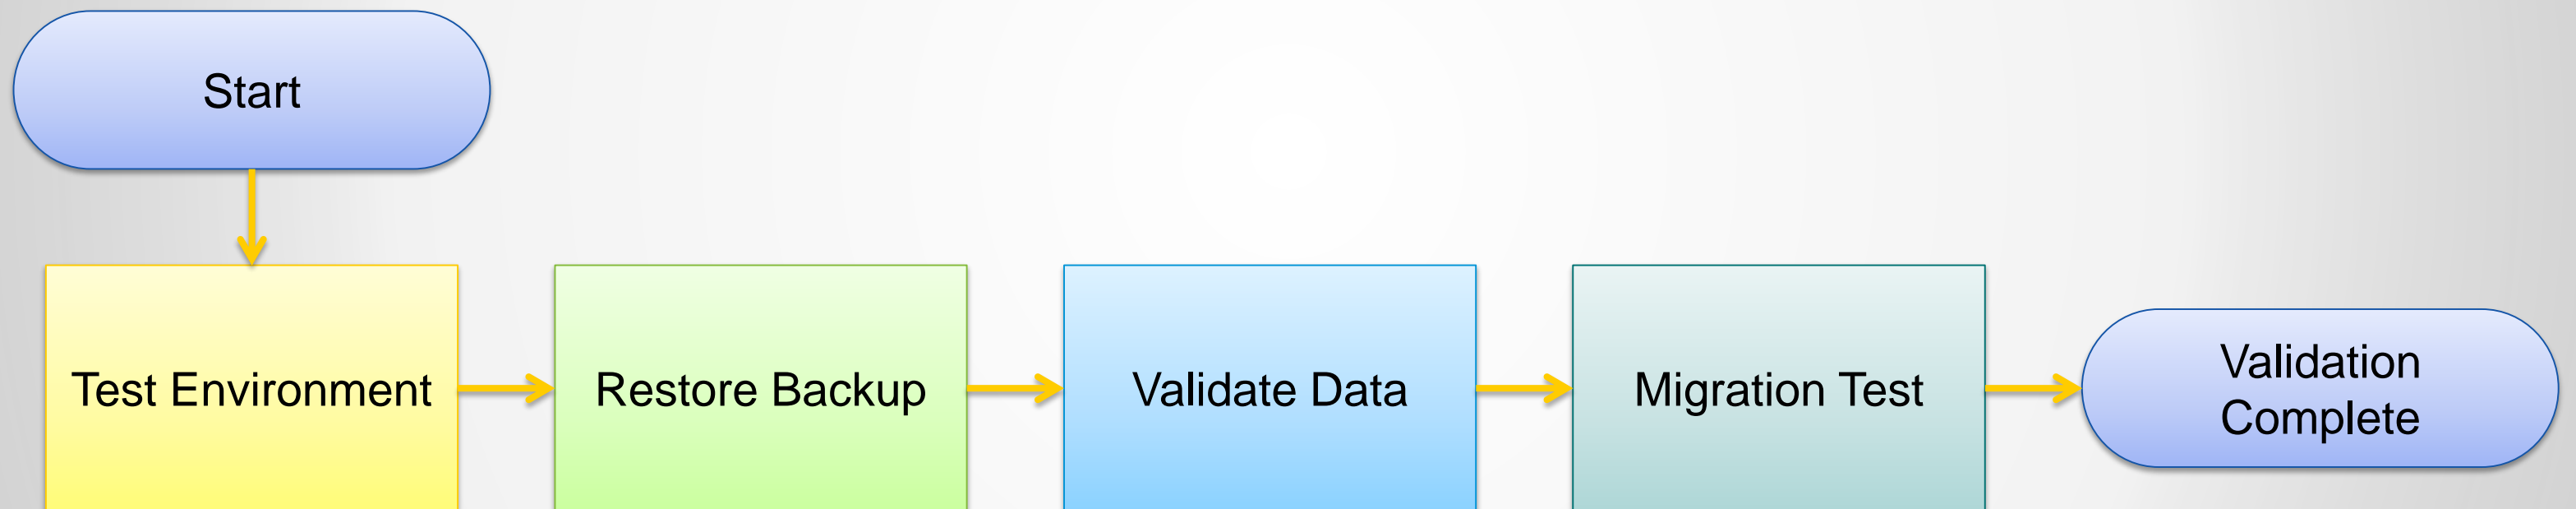 Start
Test Environment
Restore Backup
Validate Data
Migration Test
Validation
Complete